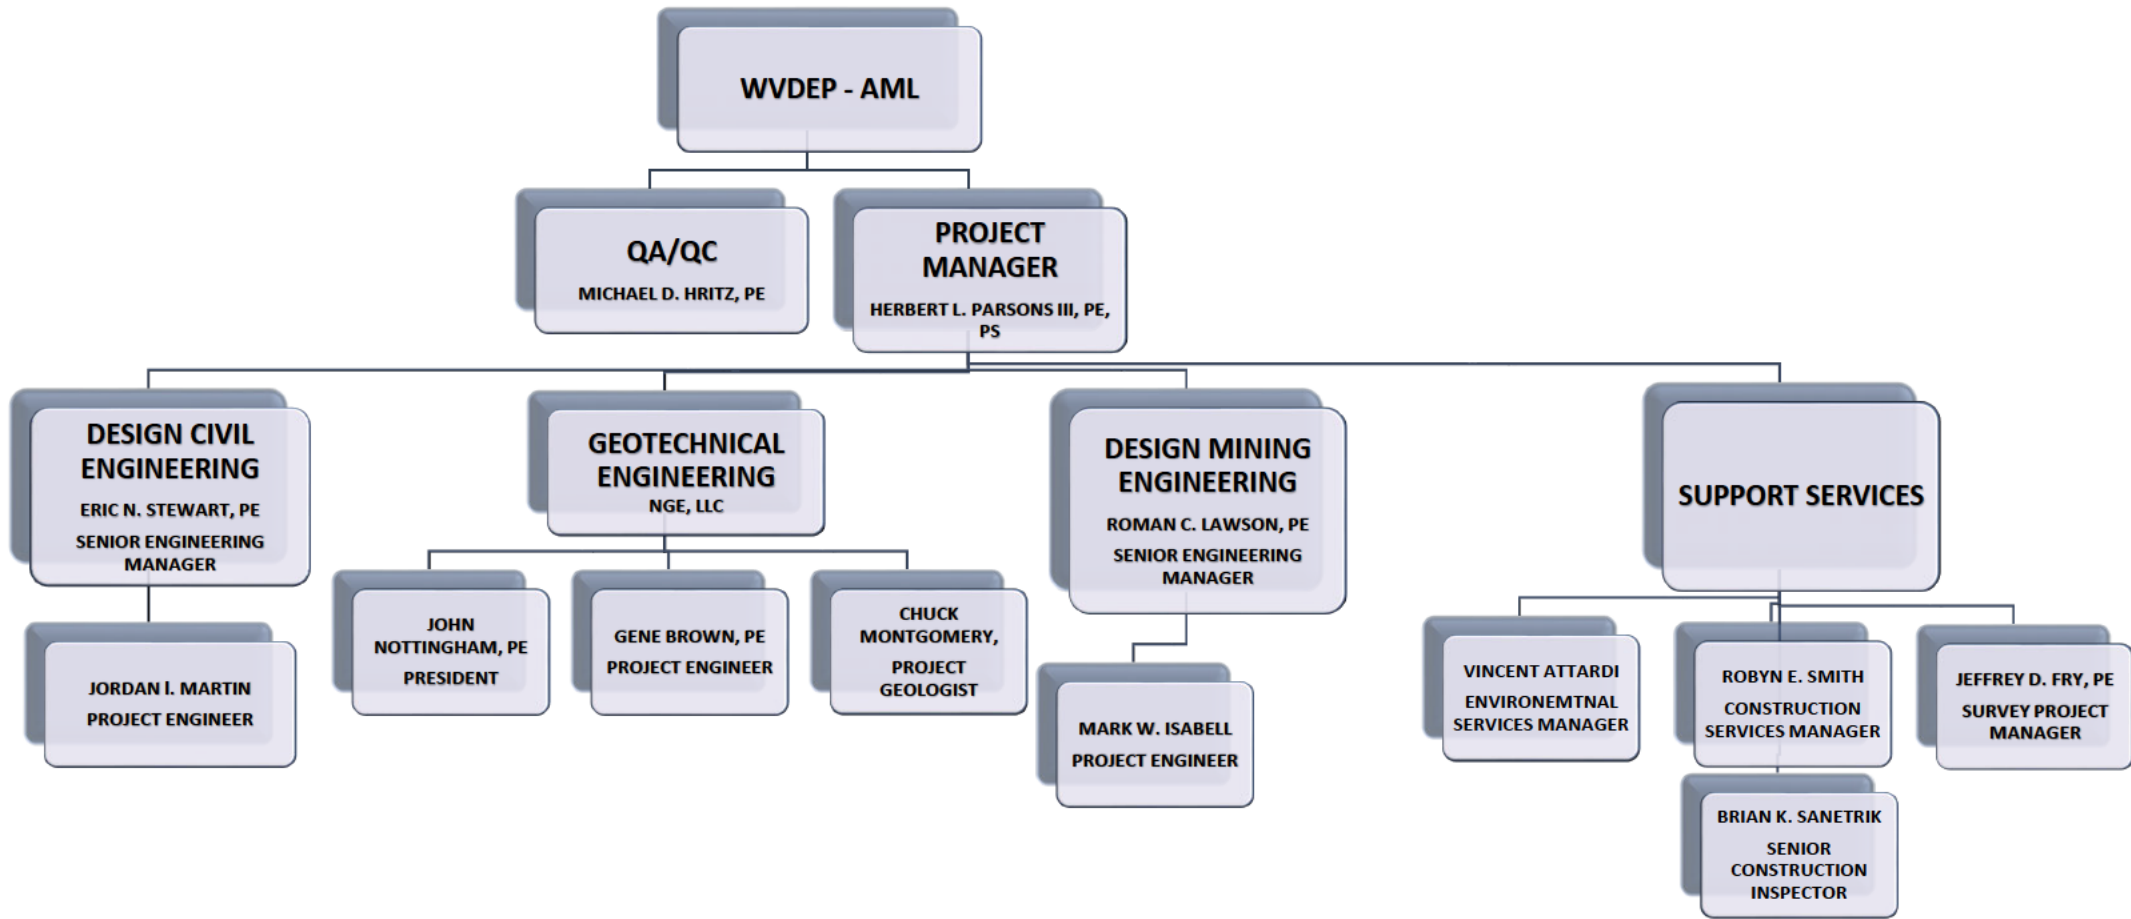 WVDEP - AML
QA/QC
MICHAEL D. HRITZ, PE
PROJECT
MANAGER
HERBERT L. PARSONS III, PE,
PS
DESIGN CIVIL
ENGINEERING
ERIC N. STEWART, PE
SENIOR ENGINEERING
MANAGER
JORDAN l. MARTIN
PROJECT ENGINEER
GEOTECHNICAL
ENGINEERING
NGE, LLC
JOHN
NOTTINGHAM, PE
PRESIDENT
GENE BROWN, PE
PROJECT ENGINEER
CHUCK
MONTGOMERY,
PROJECT
GEOLOGIST
DESIGN MINING
ENGINEERING
ROMAN C. LAWSON, PE
SENIOR ENGINEERING
MANAGER
MARK W. ISABELL
PROJECT ENGINEER
SUPPORT SERVICES
VINCENT ATTARDI
ENVIRONEMTNAL
SERVICES MANAGER
ROBYN E. SMITH
CONSTRUCTION
SERVICES MANAGER
BRIAN K. SANETRIK
SENIOR
CONSTRUCTION
INSPECTOR
JEFFREY D. FRY, PE
SURVEY PROJECT
MANAGER